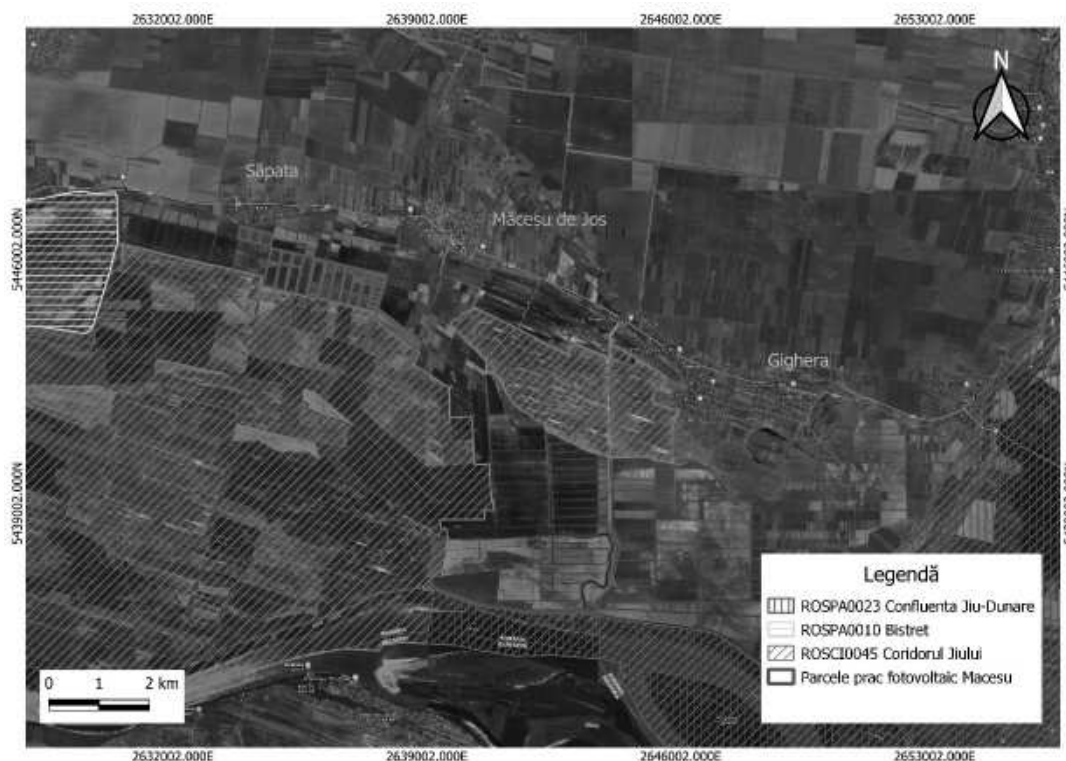 2632002.000E 2639002.000E 2646002.000E 2653002.000E
N
Săpata
Măceșu de Jos
5446002.000N
Gighera
5439002.000N
Legendă
ROSPA0023 Confluenta Jiu-Dunare
ROSPA0010 Bistret
ROSCI0045 Coridorul Jiului
Parcele prac fotovoltaic Macesu
0 1 2 km
2632002.000E 2639002.000E 2646002.000E 2653002.000E